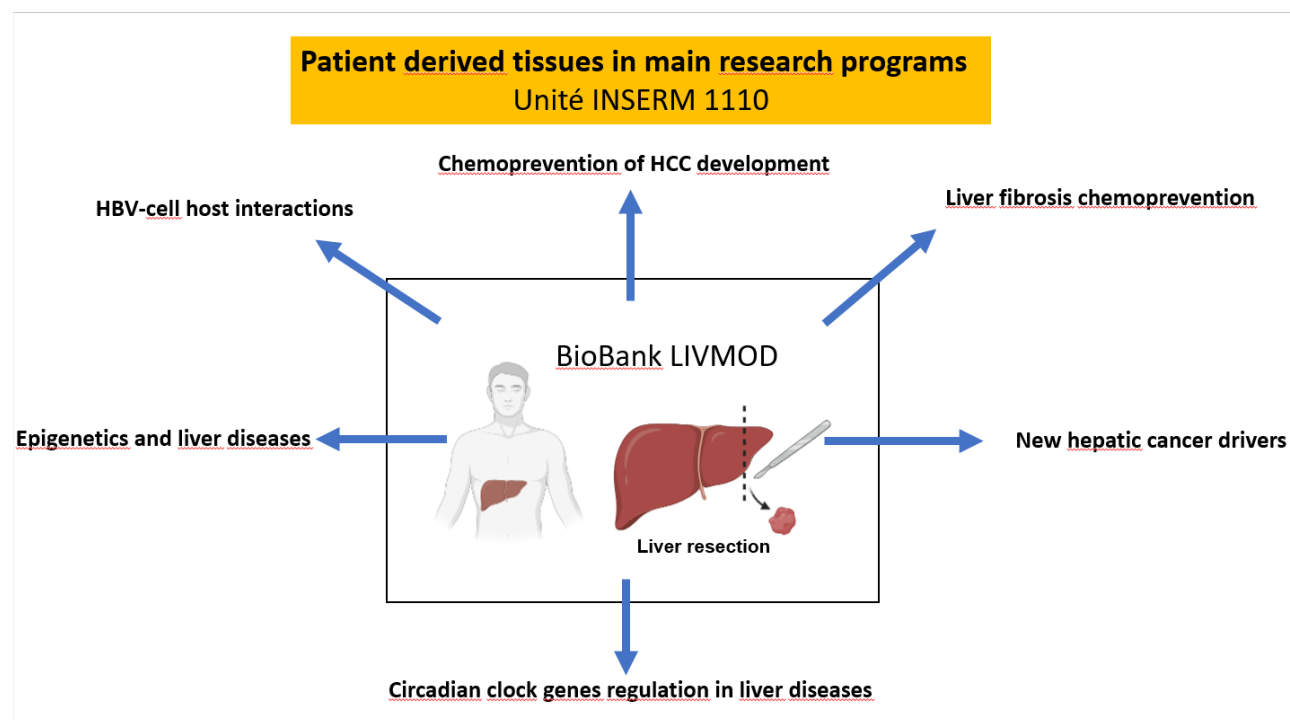 Patient derived tissues in main research programs
Unité INSERM 1110
Chemoprevention of HCC development
HBV-cell host interactions
Liver fibrosis chemoprevention
BioBank LIVMOD
Epigenetics and liver diseases
New hepatic cancer drivers
Liver resection
Circadian clock genes regulation in liver diseases